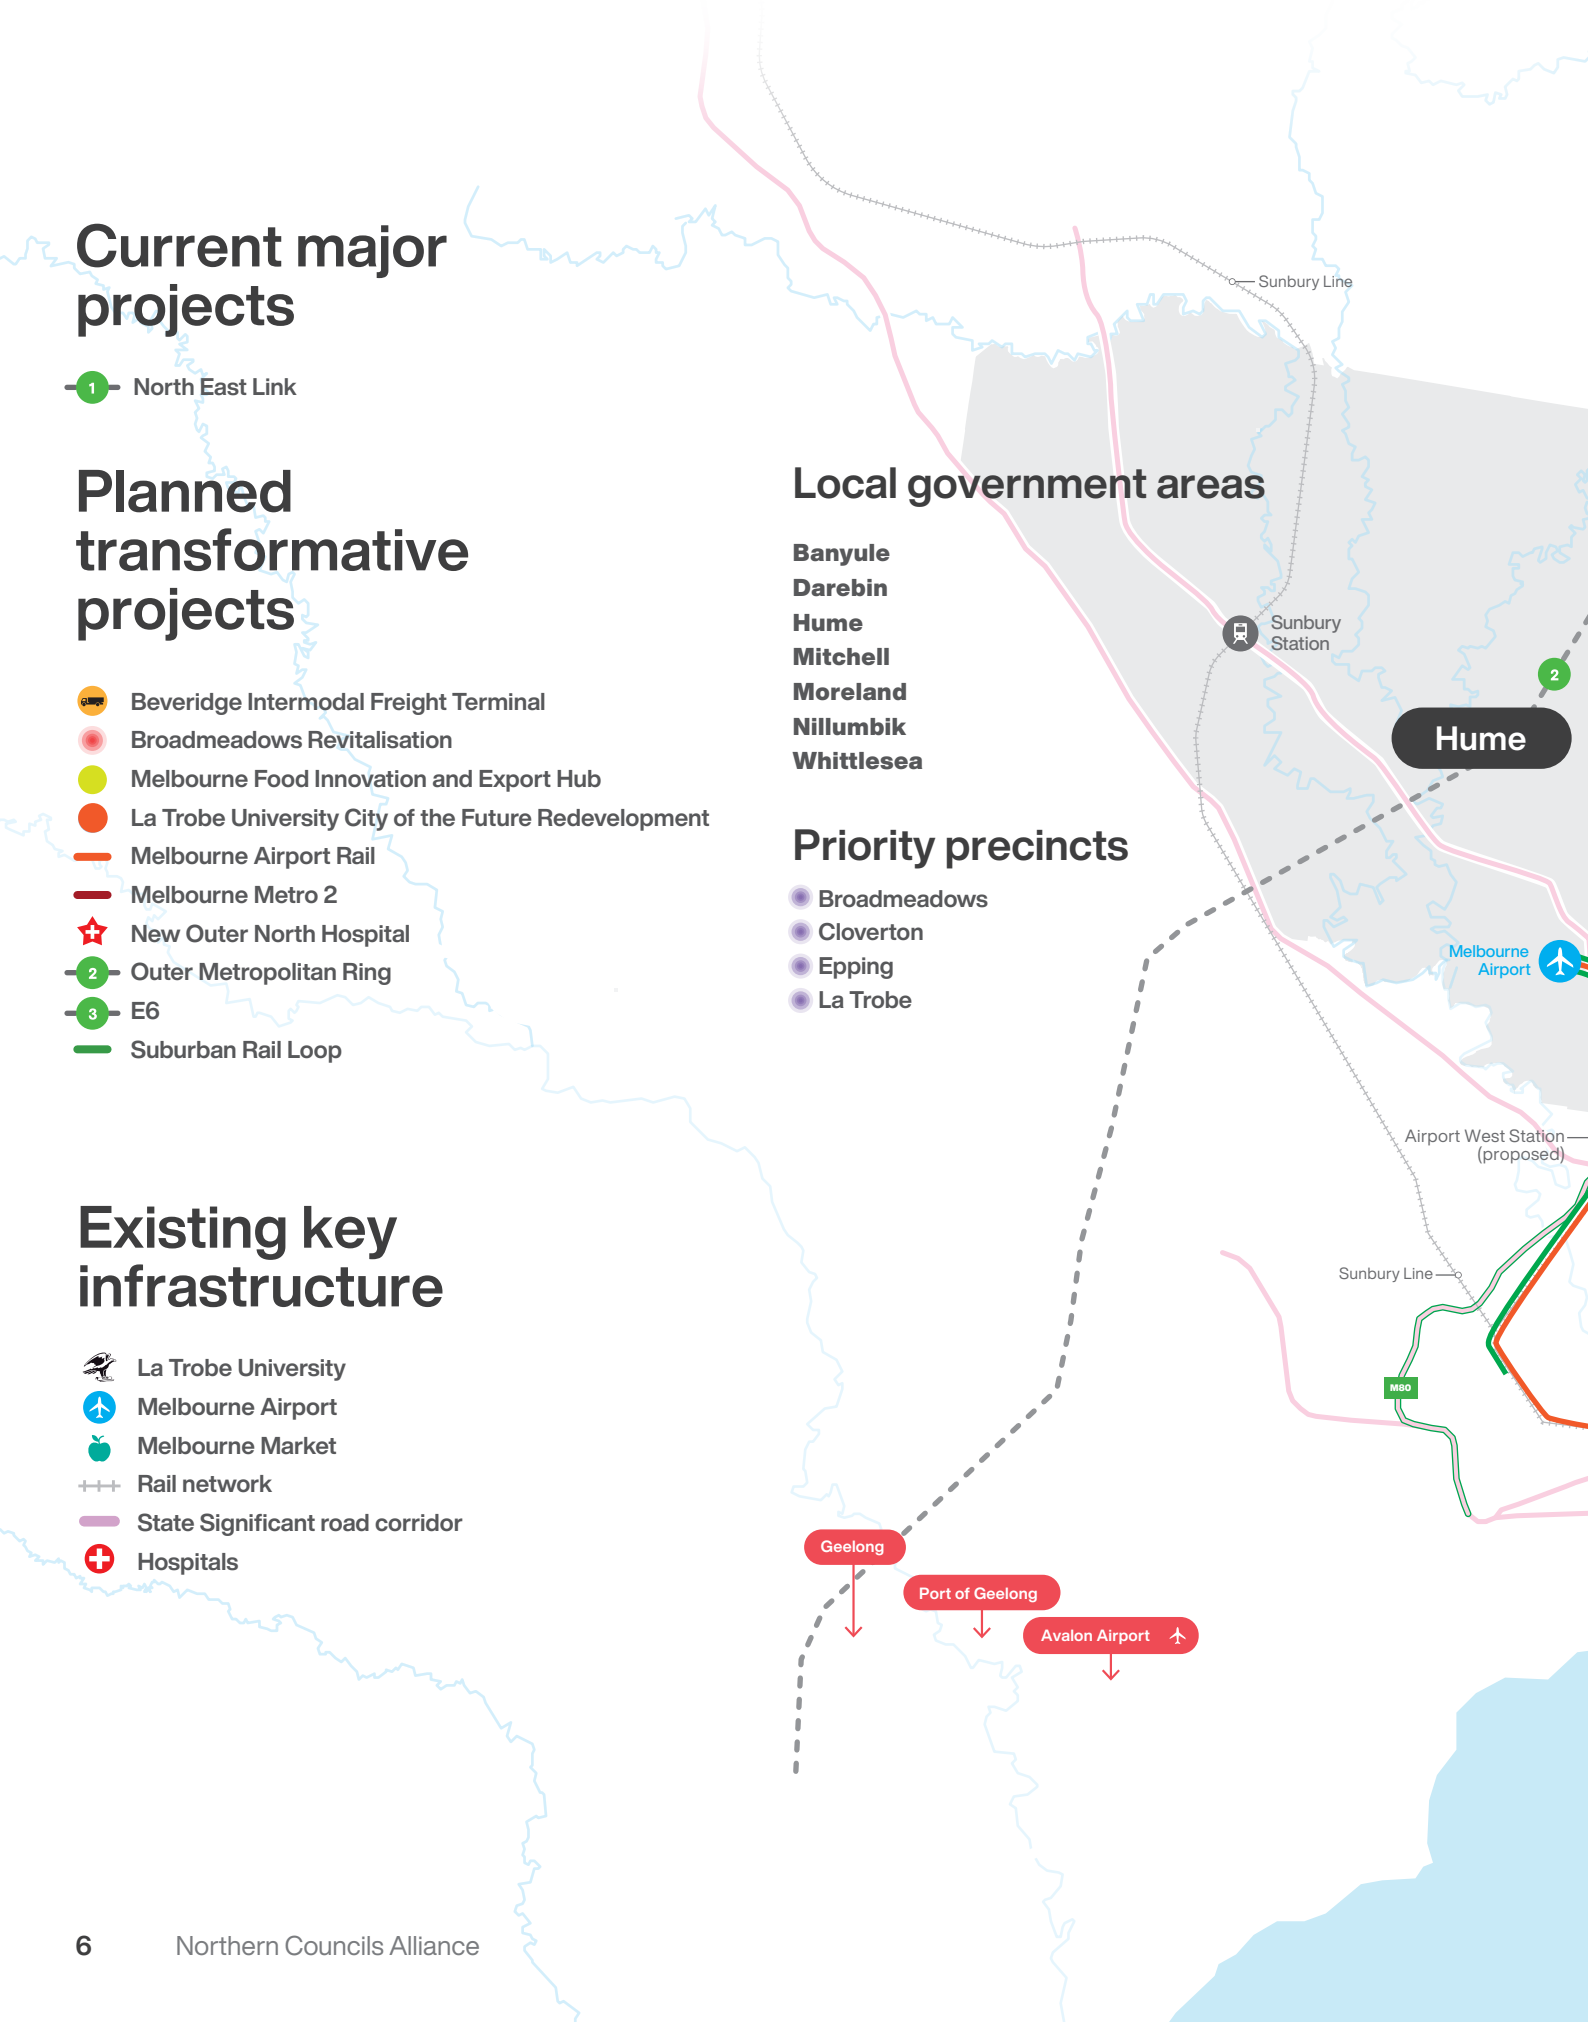 Current major
projects
1
North East Link
Planned
transformative
projects
Beveridge Intermodal Freight Terminal
Broadmeadows Revitalisation
Melbourne Food Innovation and Export Hub
La Trobe University City of the Future Redevelopment
Melbourne Airport Rail
Melbourne Metro 2
New Outer North Hospital
2
Outer Metropolitan Ring
3
E6
Suburban Rail Loop
Existing key
infrastructure
La Trobe University
Melbourne Airport
Melbourne Market
Rail network
State Significant road corridor
Hospitals
Local government areas
Banyule
Darebin
Hume
Mitchell
Moreland
Nillumbik
Whittlesea
Priority precincts
Broadmeadows
Cloverton
Epping
La Trobe
Sunbury Line
Sunbury
Station
2
Hume
Melbourne
Airport
Airport West Station
(proposed)
Sunbury Line
M80
Geelong
Port of Geelong
Avalon Airport
6
Northern Councils Alliance